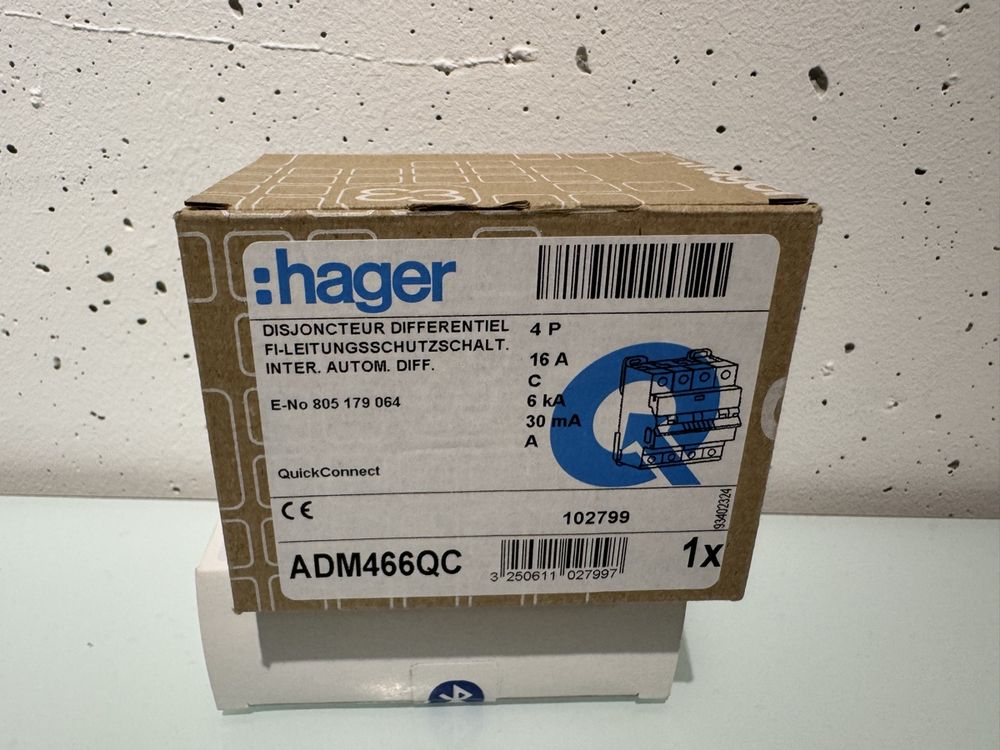 :hager
DISJONCTEUR DIFFERENTIEL 4 P
FI-LEITUNGSSCHUTZSCHALT. 16 A
INTER. AUTOM. DIFF. C
E-No 805 179 064 6 kA
30 mA
A
QuickConnect
CE 102799
93402324
ADM466QC 3 250611 027997 1x